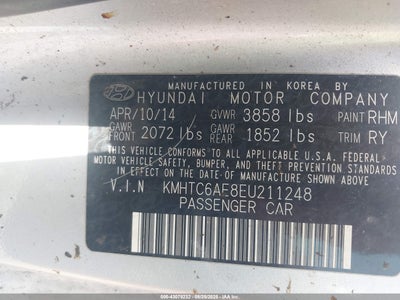 MANUFACTURED IN KOREA BY
HYUNDAI MOTOR COMPANY
APR/10/14 GVWR 3858 lbs PAINT RHM
GAWR FRONT 2072 lbs GAWR REAR 1852 lbs TRIM RY
THIS VEHICLE CONFORMS TO ALL APPLICABLE U.S. FEDERAL
MOTOR VEHICLE SAFETY, BUMPER, AND THEFT PREVENTION
STANDARDS IN EFFECT ON THE DATE OF MANUFACTURE SHOWN ABOVE.
V.I.N KMHTC6AE8EU211248
PASSENGER CAR